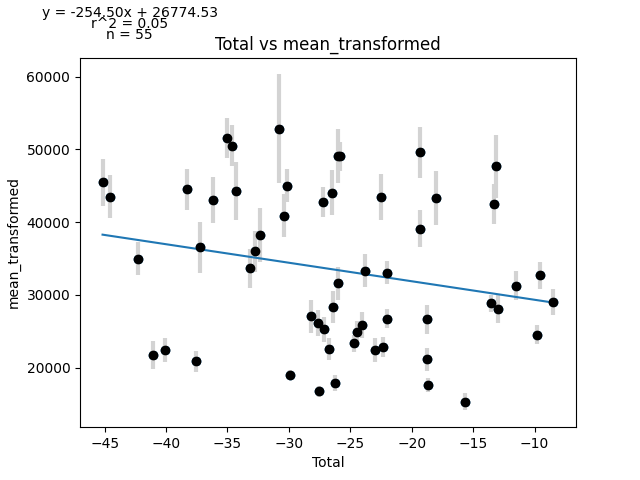 y = -254.50x + 26774.53
r^2 = 0.05
n = 55
Total vs mean_transformed
60000
50000
40000
30000
20000
mean_transformed
−45
−40
−35
−30
−25
−20
−15
−10
Total